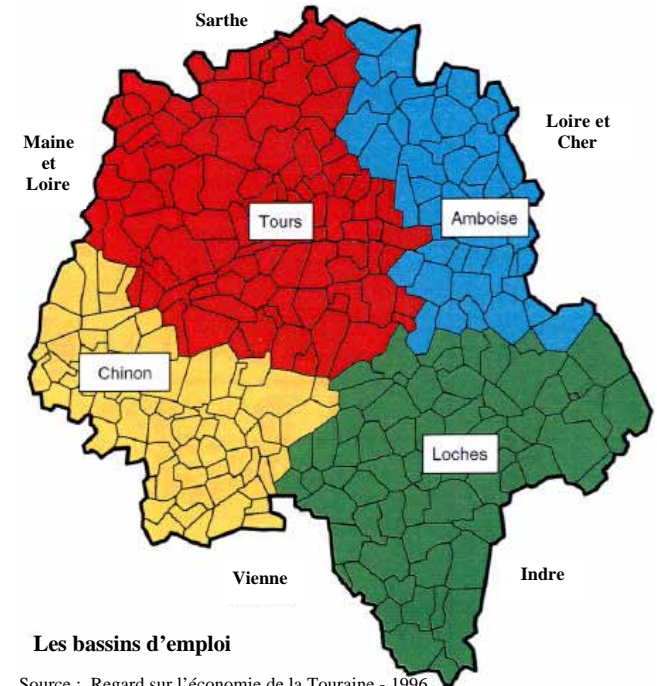 Sarthe
Maine
et
Loire
Loire et
Cher
Tours
Amboise
Chinon
Loches
Vienne
Indre
Les bassins d'emploi
Source : Regard sur l'économie de la Touraine - 1996